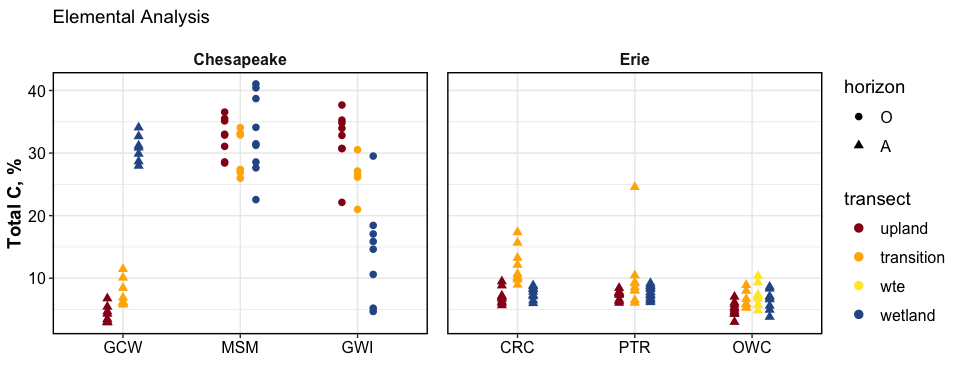 Elemental Analysis
Chesapeake
Erie
Total C, %
40
30
20
10
GCW
MSM
GWI
CRC
PTR
OWC
horizon
O
A
transect
upland
transition
wte
wetland